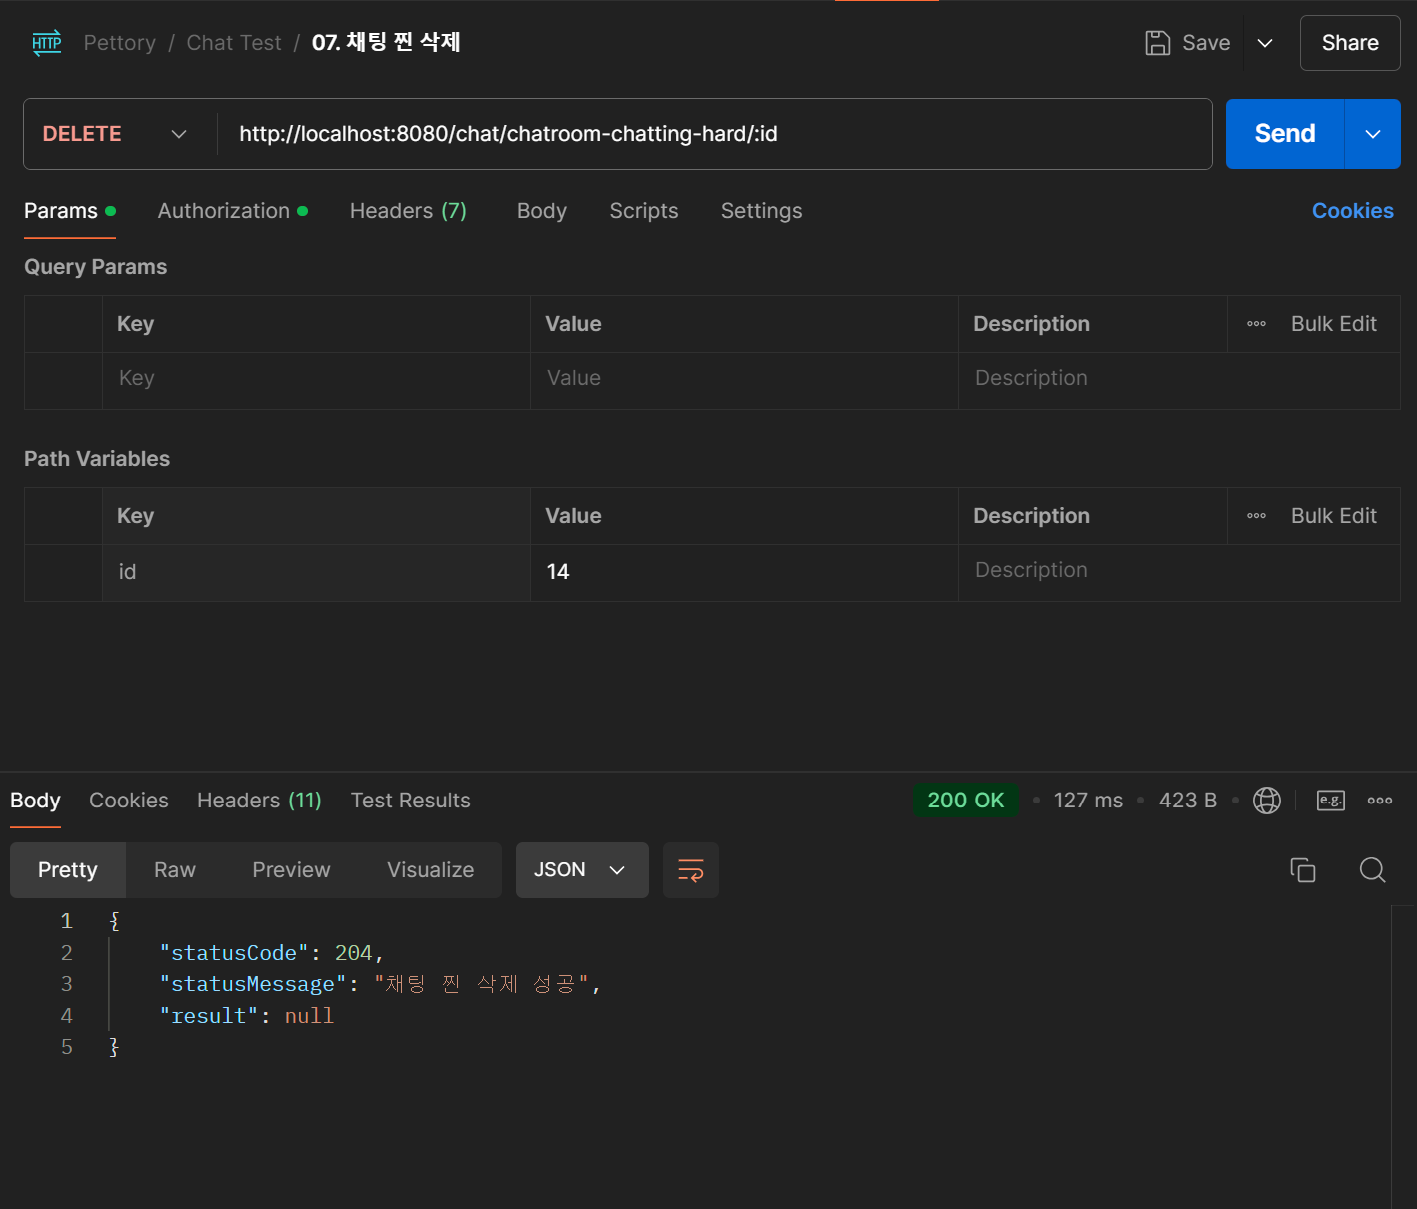 HTTP Pettory / Chat Test / 07. 채팅 찐 삭제 Save Share
DELETE http://localhost:8080/chat/chatroom-chatting-hard/:id Send
Params Authorization Headers (7) Body Scripts Settings Cookies
Query Params
Key Value Description Bulk Edit
Key Value Description
Path Variables
Key Value Description Bulk Edit
id 14 Description
Body Cookies Headers (11) Test Results 200 OK 127 ms 423 B e.g.
Pretty Raw Preview Visualize JSON
1 {
2 "statusCode": 204,
3 "statusMessage": "채팅 찐 삭제 성공",
4 "result": null
5 }